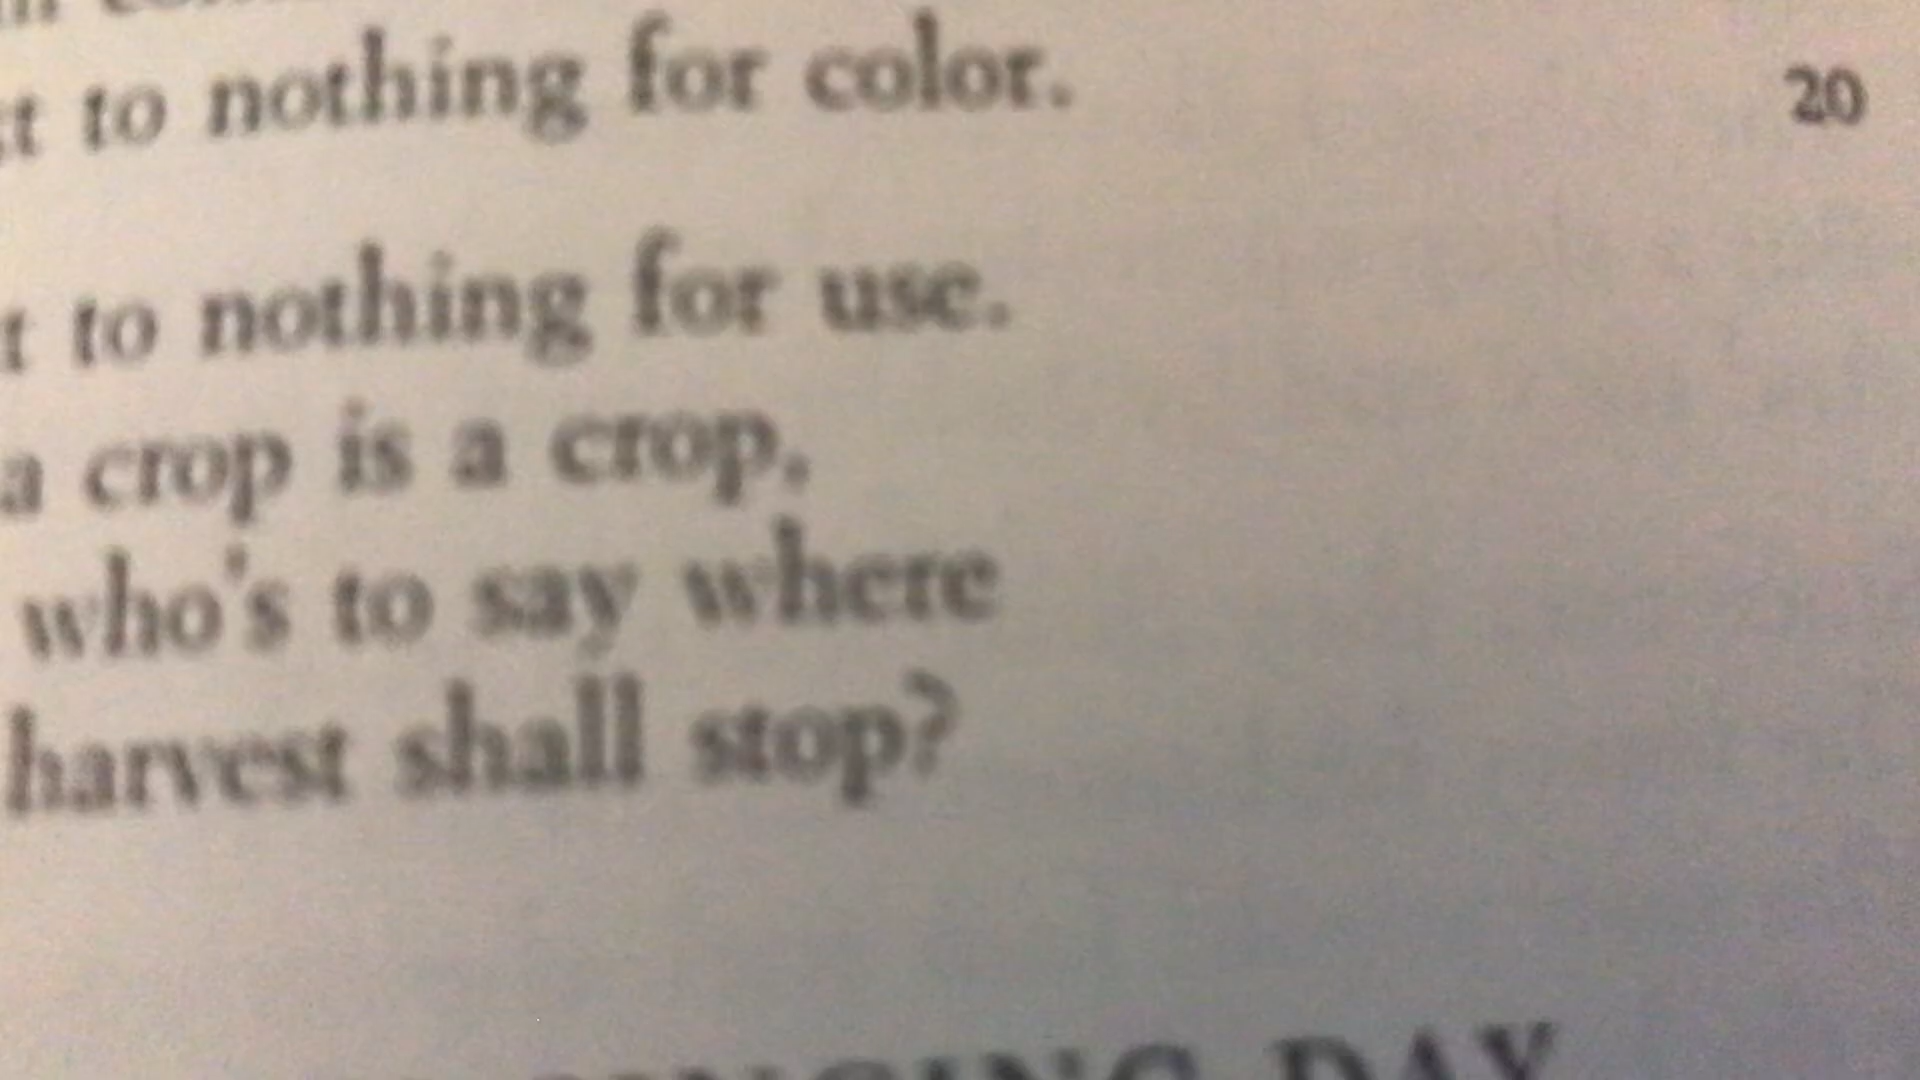 to nothing for color. 20
to nothing for use.
a crop is a crop,
who's to say where
harvest shall stop?
DAY